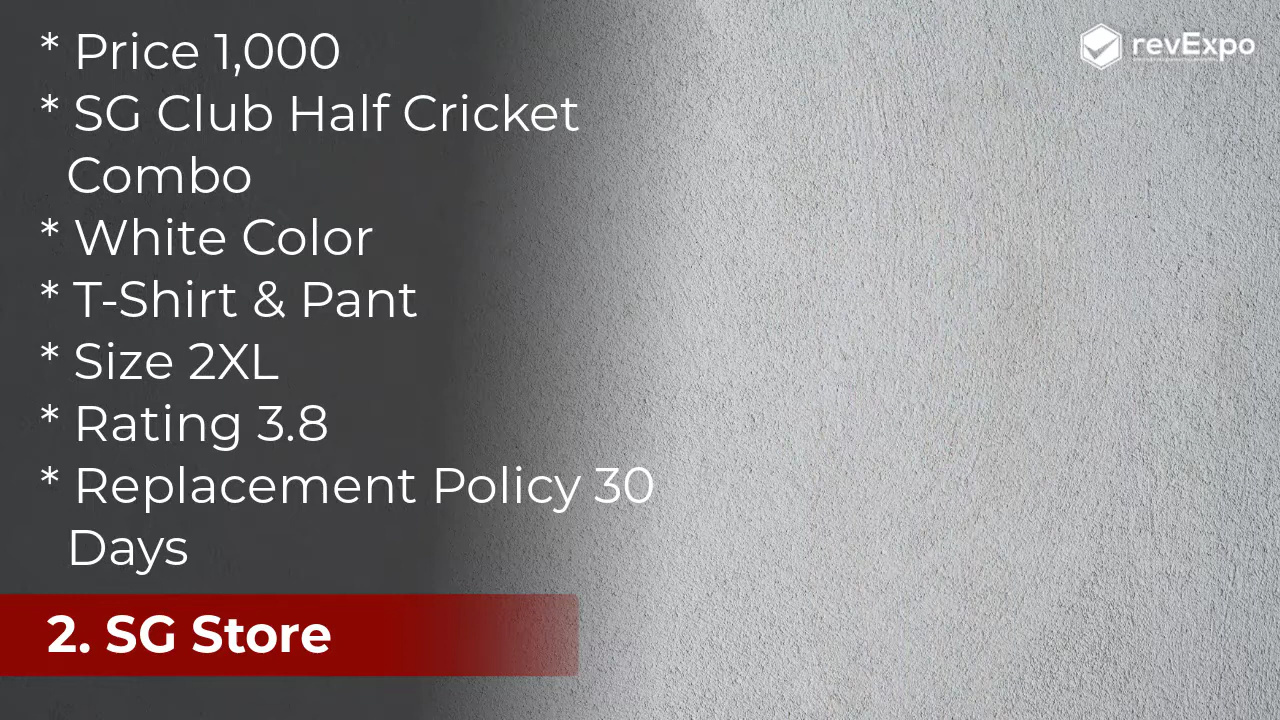 * Price 1,000
* SG Club Half Cricket
Combo
* White Color
* T-Shirt & Pant
* Size 2XL
* Rating 3.8
* Replacement Policy 30
Days
2. SG Store
revExpo